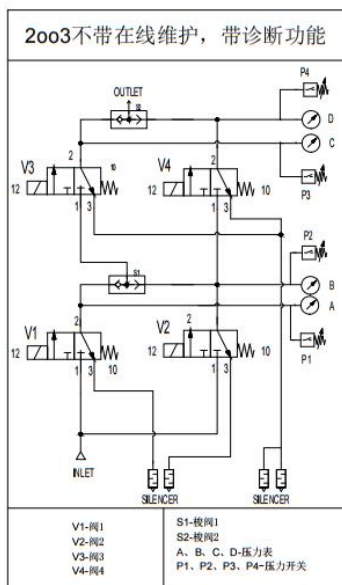 2oo3不带在线维护，带诊断功能
P4
OUTLET
S2
D
C
V3
2
10
V4
2
12
1 3
12
1 3
10
P3
P2
S1
B
A
V1
2
V2
2
12
1 3
10
12
1 3
10
P1
INLET
SILENCER
SILENCER
V1-阀1
V2-阀2
V3-阀3
V4-阀4
S1-梭阀1
S2-梭阀2
A、B、C、D-压力表
P1、P2、P3、P4-压力开关